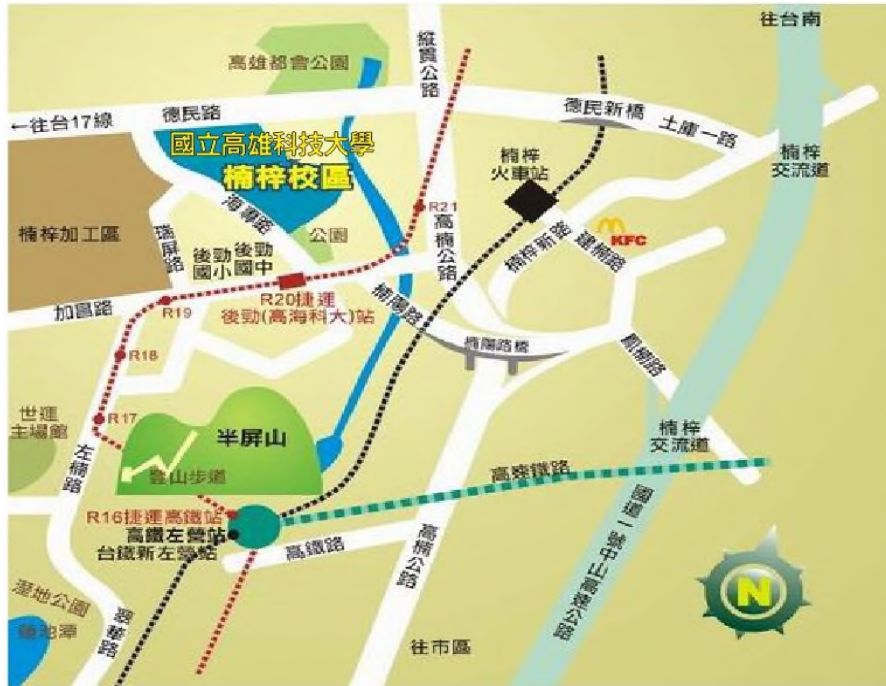 往台南
縱貫公路
高雄都會公園
德民路
德民新橋
土庫一路
←往台17線
國立高雄科技大學
楠梓校區
楠梓
火車站
楠梓
交流道
海專路
R21
高楠公路
KFC
楠梓新路
建楠路
楠梓加工區
瑞屏路
後勁
國小
後勁
國中
公園
加昌路
R19
R20捷運
後勁(高海科大)站
楠陽路
楠陽路橋
鳳楠路
R18
R17
世運
主場館
左楠路
半屏山
登山步道
楠梓
交流道
高速鐵路
R16捷運高鐵站
高鐵左營站
台鐵新左營站
高鐵路
高楠公路
國道一號中山高速公路
N
溼地公園
蓮池潭
翠華路
往市區